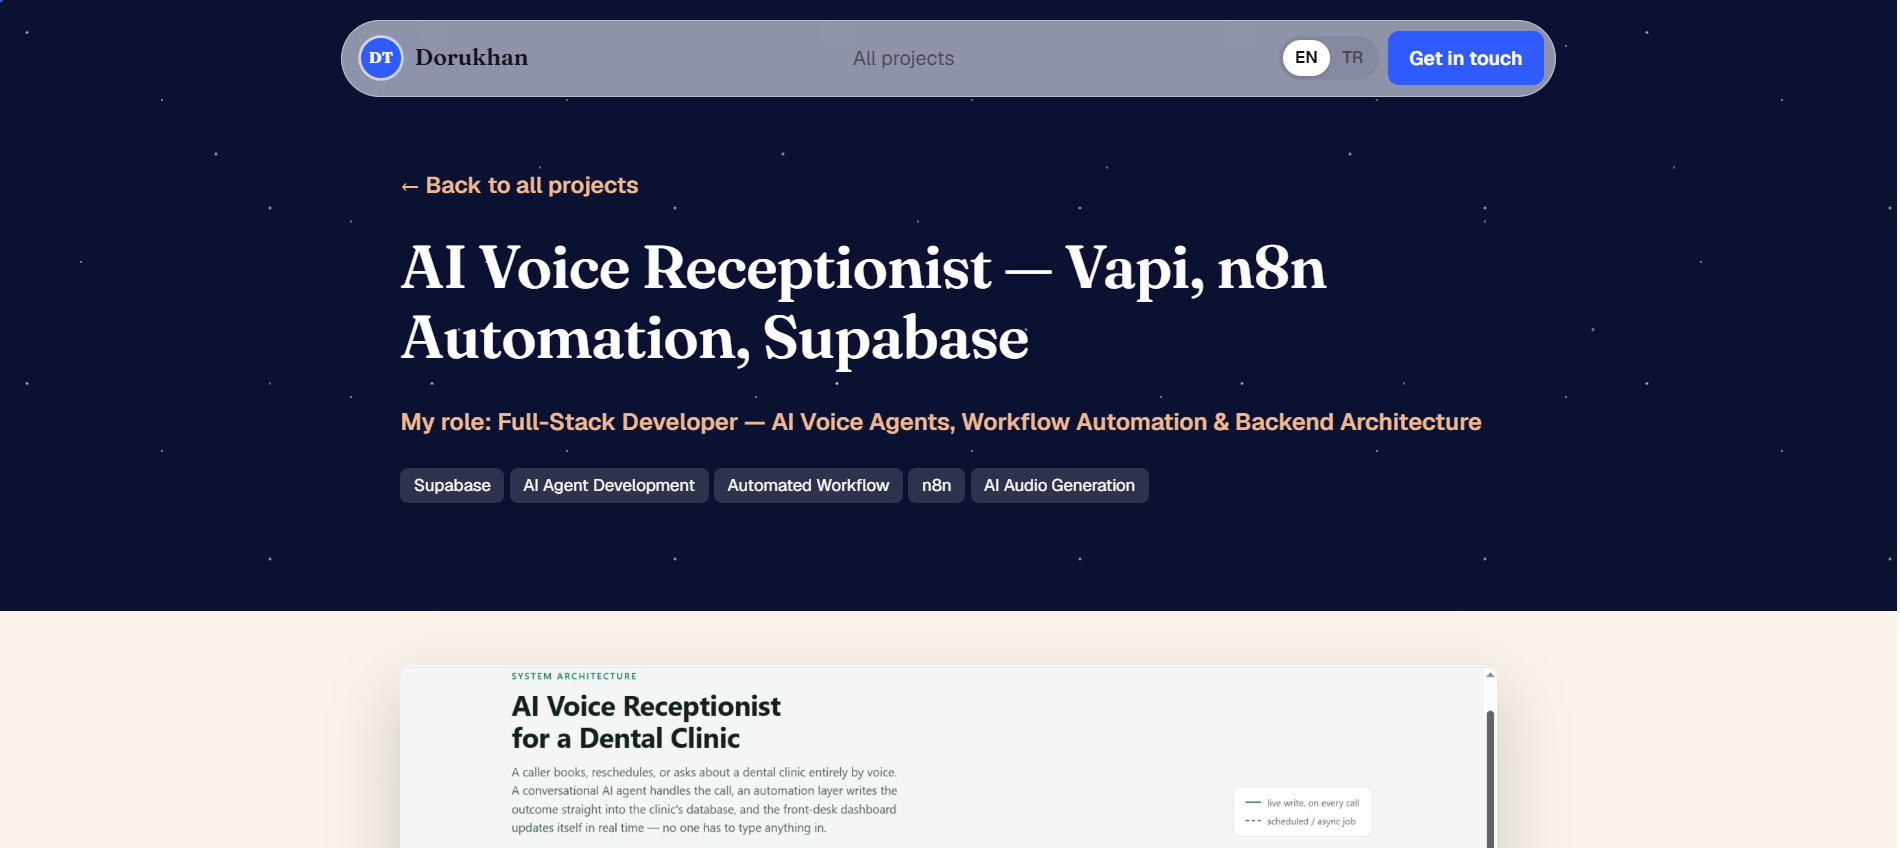 DT Dorukhan All projects EN TR Get in touch
← Back to all projects
AI Voice Receptionist — Vapi, n8n
Automation, Supabase
My role: Full-Stack Developer — AI Voice Agents, Workflow Automation & Backend Architecture
Supabase AI Agent Development Automated Workflow n8n AI Audio Generation
SYSTEM ARCHITECTURE
AI Voice Receptionist
for a Dental Clinic
A caller books, reschedules, or asks about a dental clinic entirely by voice.
A conversational AI agent handles the call, an automation layer writes the
outcome straight into the clinic's database, and the front-desk dashboard
updates itself in real time — no one has to type anything in.
live write, on every call
scheduled / async job